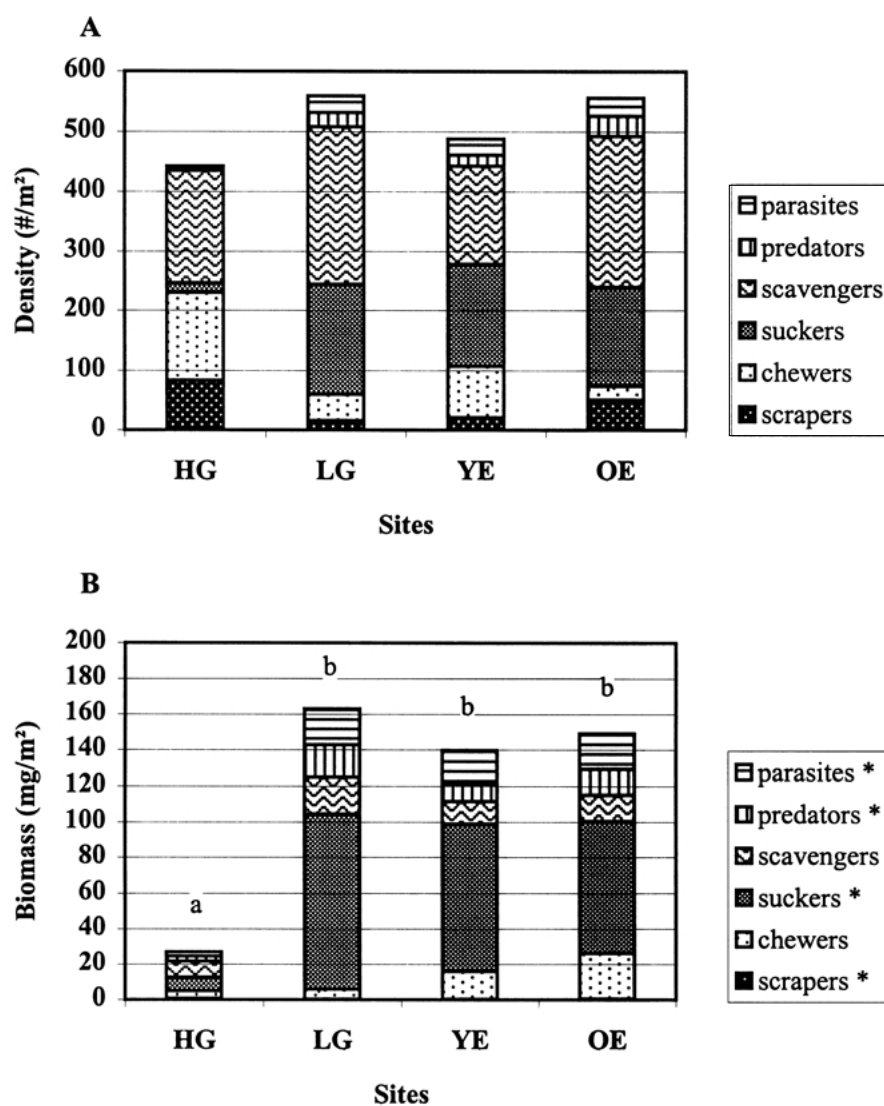 A
600
500
400
300
200
100
0
Density (#/m²)
HG LG YE OE
Sites
parasites
predators
scavengers
suckers
chewers
scrapers
B
200
180
160
140
120
100
80
60
40
20
0
Biomass (mg/m²)
a
b
b
b
HG LG YE OE
Sites
parasites *
predators *
scavengers
suckers *
chewers
scrapers *